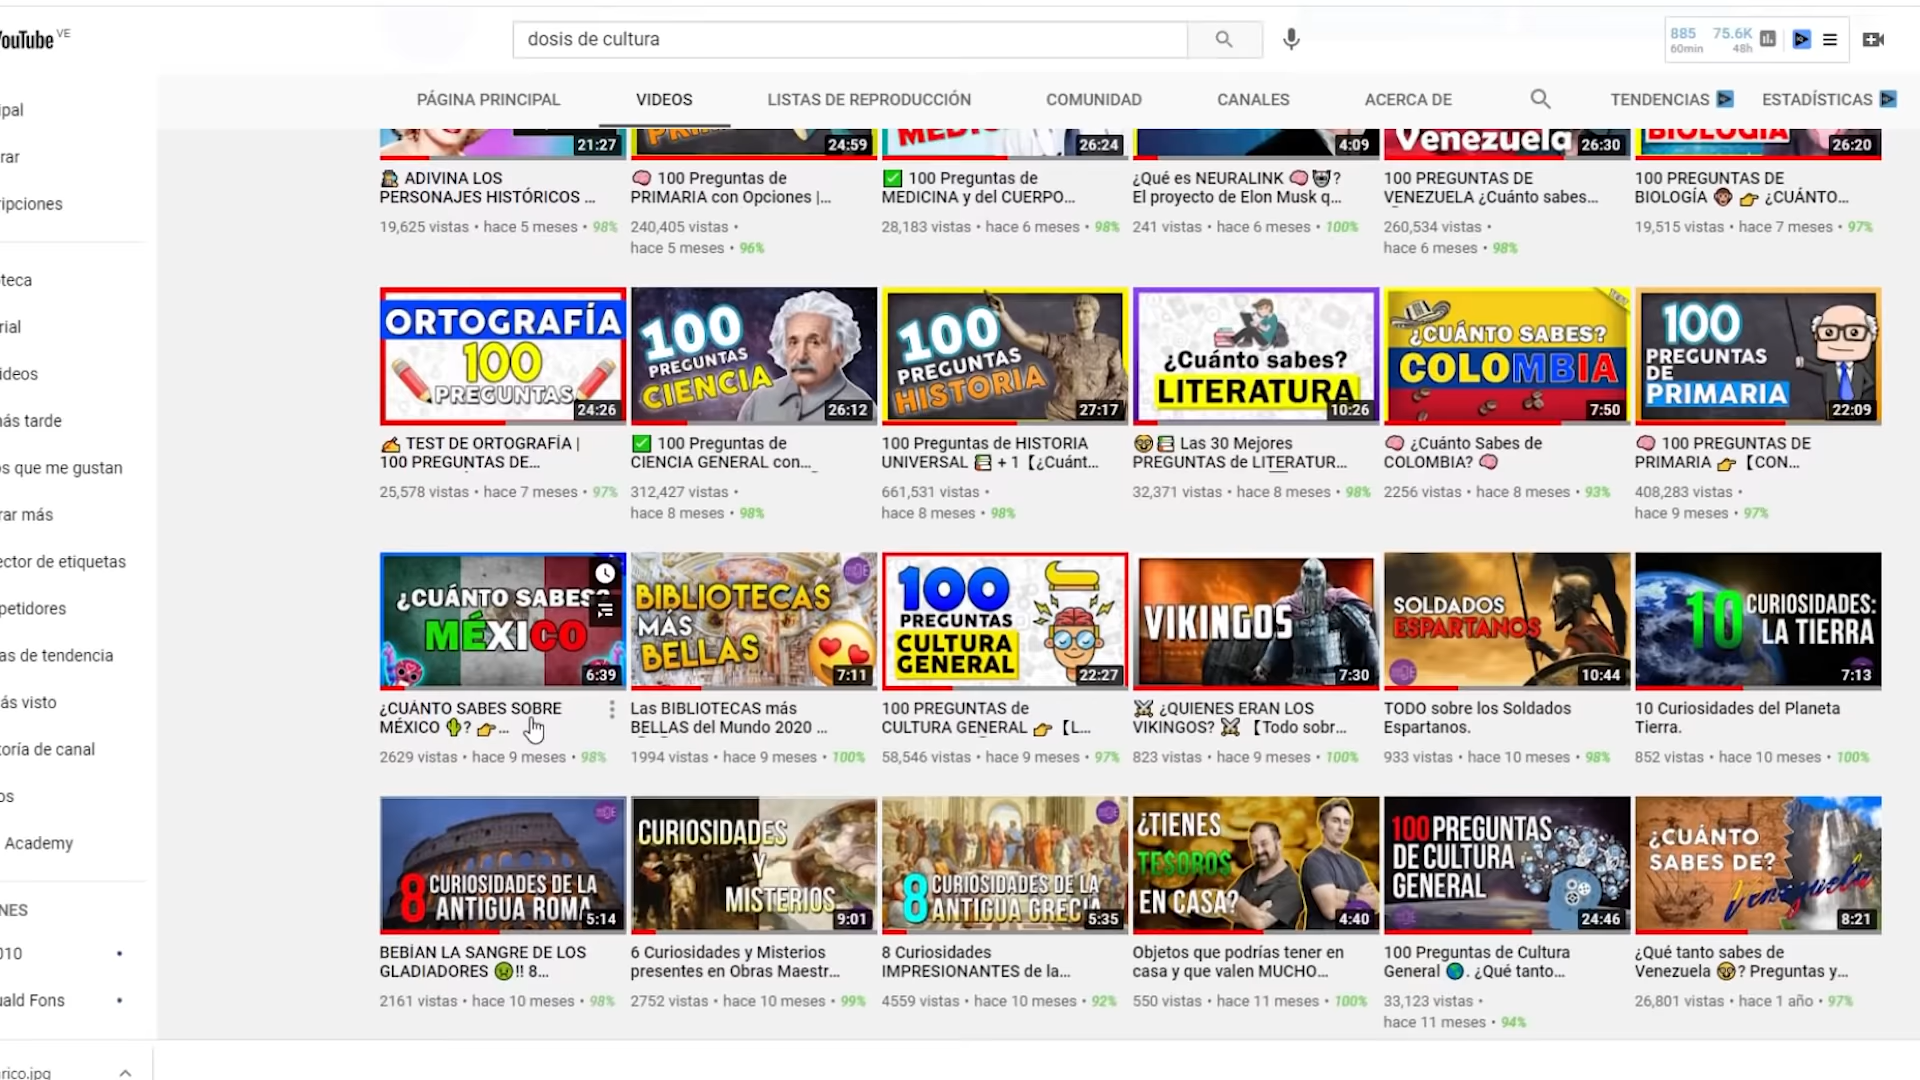 YouTube VE
dosis de cultura
885 75.6K
60min 48h
PÁGINA PRINCIPAL VIDEOS LISTAS DE REPRODUCCIÓN COMUNIDAD CANALES ACERCA DE TENDENCIAS ESTADÍSTICAS
ipal
rar
ripciones
oteca
rial
ideos
nás tarde
os que me gustan
rar más
ector de etiquetas
petidores
as de tendencia
ás visto
toría de canal
os
Academy
NES
010
uald Fons
rico.jpg
21:27
ADIVINA LOS
PERSONAJES HISTÓRICOS ...
19,625 vistas • hace 5 meses • 98%
24:59
100 Preguntas de
PRIMARIA con Opciones |...
240,405 vistas •
hace 5 meses • 96%
26:24
100 Preguntas de
MEDICINA y del CUERPO...
28,183 vistas • hace 6 meses • 98%
4:09
¿Qué es NEURALINK ?
El proyecto de Elon Musk q...
241 vistas • hace 6 meses • 100%
Venezuela
26:30
100 PREGUNTAS DE
VENEZUELA ¿Cuánto sabes...
260,534 vistas •
hace 6 meses • 98%
BIOLOGÍA
26:20
100 PREGUNTAS DE
BIOLOGÍA ¿CUÁNTO...
19,515 vistas • hace 7 meses • 97%
ORTOGRAFÍA
100
PREGUNTAS
24:26
TEST DE ORTOGRAFÍA |
100 PREGUNTAS DE...
25,578 vistas • hace 7 meses • 97%
100
PREGUNTAS
CIENCIA
26:12
100 Preguntas de
CIENCIA GENERAL con...
312,427 vistas •
hace 8 meses • 98%
100
PREGUNTAS
HISTORIA
27:17
100 Preguntas de HISTORIA
UNIVERSAL + 1【¿Cuánt...
661,531 vistas •
hace 8 meses • 98%
¿Cuánto sabes?
LITERATURA
10:26
Las 30 Mejores
PREGUNTAS de LITERATUR...
32,371 vistas • hace 8 meses • 98%
TEST
¿CUÁNTO SABES?
COLOMBIA
7:50
¿Cuánto Sabes de
COLOMBIA?
2256 vistas • hace 8 meses • 93%
100
PREGUNTAS
DE
PRIMARIA
22:09
100 PREGUNTAS DE
PRIMARIA 【CON...
408,283 vistas •
hace 9 meses • 97%
¿CUÁNTO SABES?
MÉXICO
6:39
¿CUÁNTO SABES SOBRE
MÉXICO ? ...
2629 vistas • hace 9 meses • 98%
BIBLIOTECAS
MÁS
BELLAS
7:11
Las BIBLIOTECAS más
BELLAS del Mundo 2020 ...
1994 vistas • hace 9 meses • 100%
100
PREGUNTAS
CULTURA
GENERAL
22:27
100 PREGUNTAS de
CULTURA GENERAL 【L...
58,546 vistas • hace 9 meses • 97%
VIKINGOS
7:30
¿QUIENES ERAN LOS
VIKINGOS? 【Todo sobr...
823 vistas • hace 9 meses • 100%
SOLDADOS
ESPARTANOS
10:44
TODO sobre los Soldados
Espartanos.
933 vistas • hace 10 meses • 98%
10 CURIOSIDADES:
LA TIERRA
7:13
10 Curiosidades del Planeta
Tierra.
852 vistas • hace 10 meses • 100%
8 CURIOSIDADES DE LA
ANTIGUA ROMA
5:14
BEBÍAN LA SANGRE DE LOS
GLADIADORES !! 8...
2161 vistas • hace 10 meses • 98%
CURIOSIDADES
Y
MISTERIOS
9:01
6 Curiosidades y Misterios
presentes en Obras Maestr...
2752 vistas • hace 10 meses • 99%
8 CURIOSIDADES DE LA
ANTIGUA GRECIA
5:35
8 Curiosidades
IMPRESIONANTES de la...
4559 vistas • hace 10 meses • 92%
¿TIENES
TE$ORO$
EN CASA?
4:40
Objetos que podrías tener en
casa y que valen MUCHO...
550 vistas • hace 11 meses • 100%
100 PREGUNTAS
DE CULTURA
GENERAL
24:46
100 Preguntas de Cultura
General . ¿Qué tanto...
33,123 vistas •
hace 11 meses • 94%
¿CUÁNTO
SABES DE?
Venezuela
8:21
¿Qué tanto sabes de
Venezuela ? Preguntas y...
26,801 vistas • hace 1 año • 97%